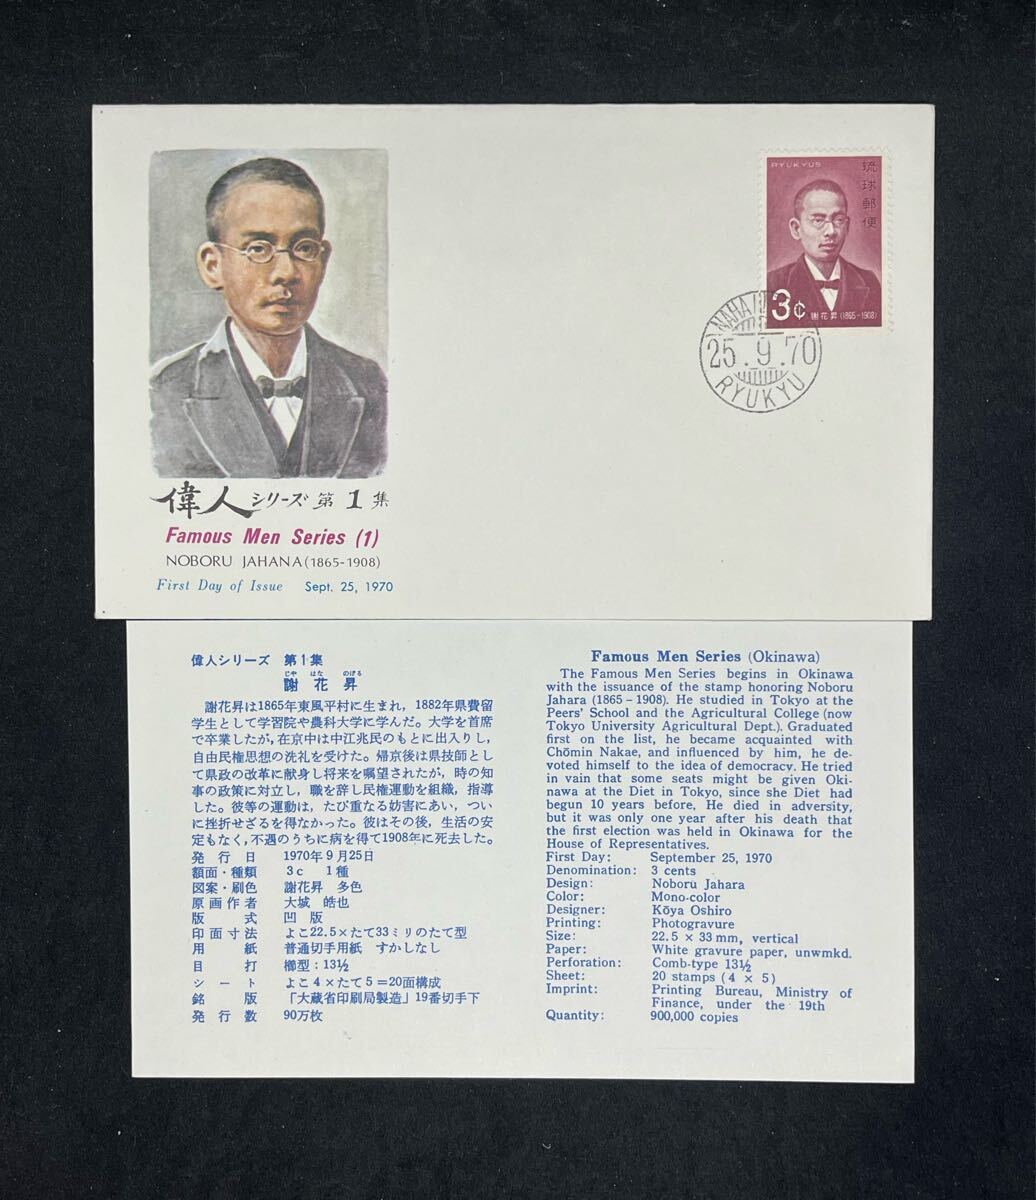 RYUKYUS
琉球郵便
3¢
謝花昇(1865-1908)
NAHA
25.9.70
RYUKYU
偉人シリーズ 第1集
Famous Men Series (1)
NOBORU JAHANA (1865-1908)
First Day of Issue Sept. 25, 1970
偉人シリーズ 第1集
じや はな のぼる
謝花昇
謝花昇は1865年東風平村に生まれ，1882年県費留
学生として学習院や農科大学に学んだ。大学を首席
で卒業したが，在京中は中江兆民のもとに出入りし，
自由民権思想の洗礼を受けた。帰京後は県技師とし
て県政の改革に献身し将来を嘱望されたが，時の知
事の政策に対立し，職を辞し民権運動を組織，指導
した。彼等の運動は，たび重なる妨害にあい，つい
に挫折せざるを得なかった。彼はその後，生活の安
定もなく，不遇のうちに病を得て1908年に死去した。
発行日 1970年9月25日
額面・種類 3c 1種
図案・刷色 謝花昇 多色
原画作者 大城皓也
版式 凹版
印面寸法 よこ22.5×たて33ミリのたて型
用紙 普通切手用紙 すかしなし
目打 櫛型：13½
シート よこ4×たて5＝20面構成
銘版 「大蔵省印刷局製造」19番切手下
発行数 90万枚
Famous Men Series (Okinawa)
The Famous Men Series begins in Okinawa
with the issuance of the stamp honoring Noboru
Jahara (1865-1908). He studied in Tokyo at the
Peers' School and the Agricultural College (now
Tokyo University Agricultural Dept.). Graduated
first on the list, he became acquainted with
Chōmin Nakae, and influenced by him, he de-
voted himself to the idea of democracy. He tried
in vain that some seats might be given Oki-
nawa at the Diet in Tokyo, since she Diet had
begun 10 years before. He died in adversity,
but it was only one year after his death that
the first election was held in Okinawa for the
House of Representatives.
First Day: September 25, 1970
Denomination: 3 cents
Design: Noboru Jahara
Color: Mono-color
Designer: Kōya Oshiro
Printing: Photogravure
Size: 22.5 × 33 mm, vertical
Paper: White gravure paper, unwmkd.
Perforation: Comb-type 13½
Sheet: 20 stamps (4 × 5)
Imprint: Printing Bureau, Ministry of
Finance, under the 19th
Quantity: 900,000 copies